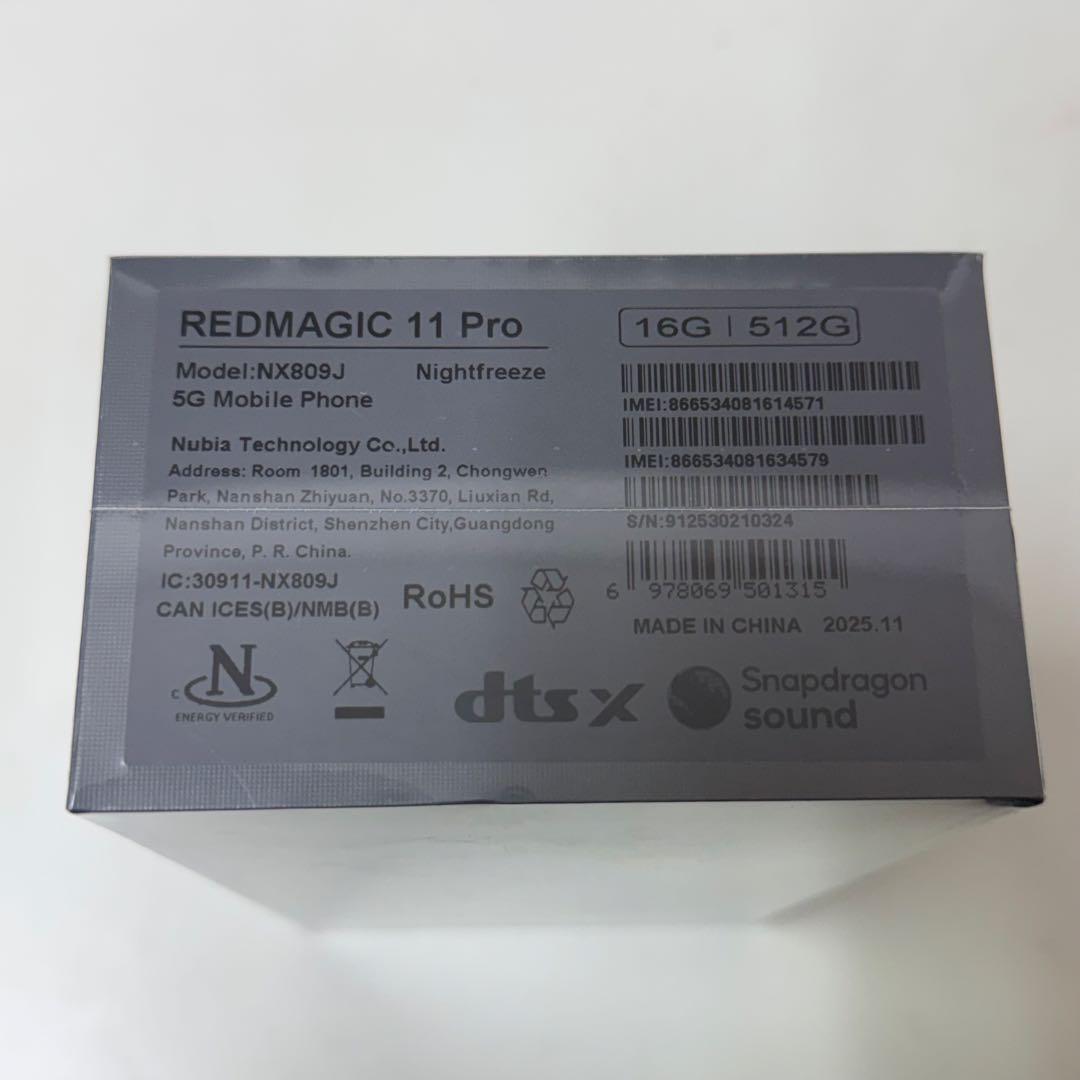 REDMAGIC 11 Pro
Model:NX809J Nightfreeze
5G Mobile Phone
Nubia Technology Co.,Ltd.
Address: Room 1801, Building 2, Chongwen
Park, Nanshan Zhiyuan, No.3370, Liuxian Rd,
Nanshan District, Shenzhen City,Guangdong
Province, P. R. China.
IC:30911-NX809J
CAN ICES(B)/NMB(B)
RoHS
16G | 512G
IMEI:866534081614571
IMEI:866534081634579
S/N:912530210324
6 978069 501315
MADE IN CHINA 2025.11
C N
ENERGY VERIFIED
dts x
Snapdragon
sound